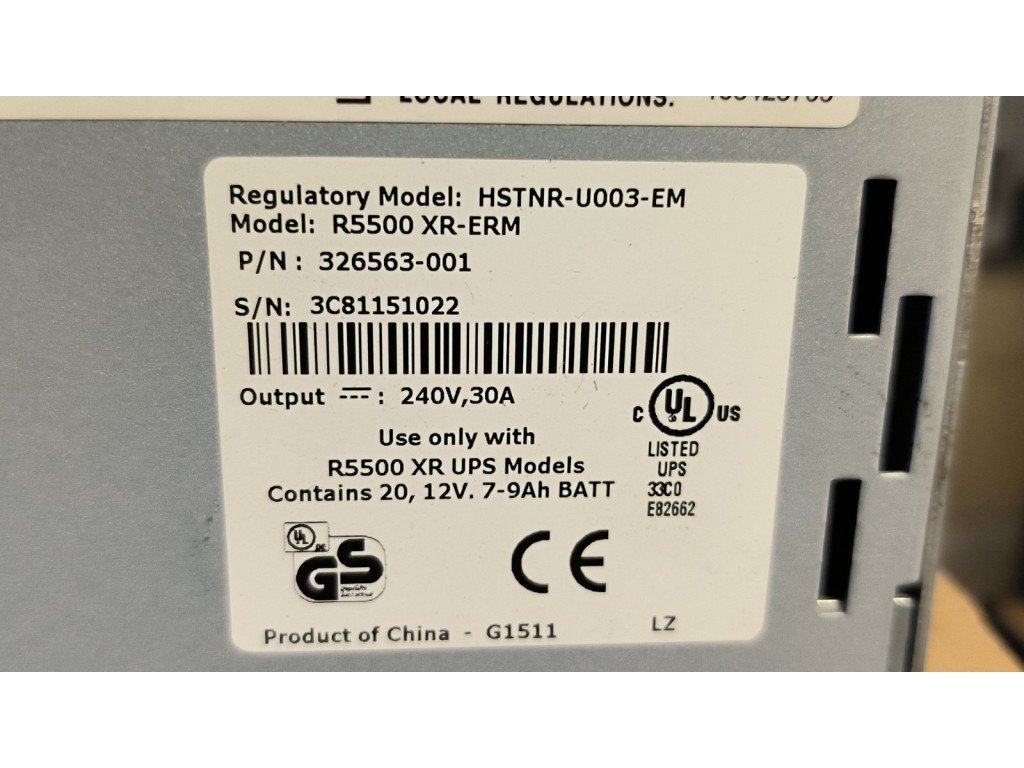 LOCAL REGULATIONS.
Regulatory Model: HSTNR-U003-EM
Model: R5500 XR-ERM
P/N: 326563-001
S/N: 3C81151022
Output ⎓: 240V,30A
Use only with
R5500 XR UPS Models
Contains 20, 12V. 7-9Ah BATT
C UL US
LISTED
UPS
33C0
E82662
UL
DE
GS
CE
Product of China - G1511
LZ